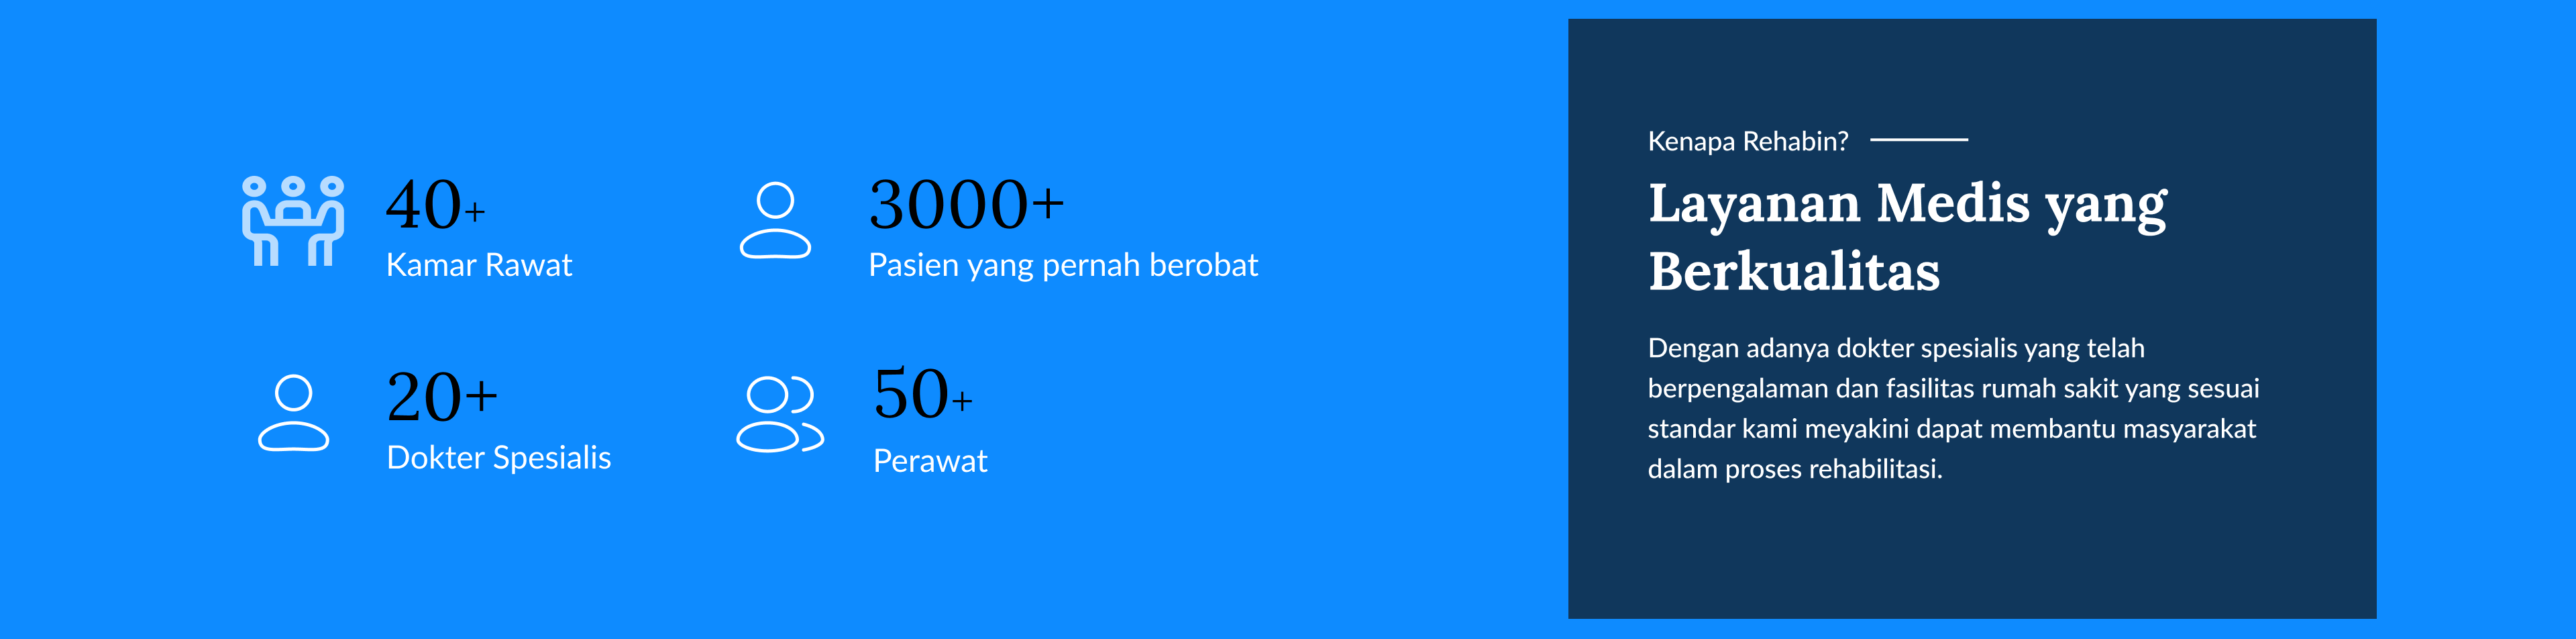 40+
Kamar Rawat
3000+
Pasien yang pernah berobat
20+
Dokter Spesialis
50+
Perawat
Kenapa Rehabin?
Layanan Medis yang
Berkualitas
Dengan adanya dokter spesialis yang telah
berpengalaman dan fasilitas rumah sakit yang sesuai
standar kami meyakini dapat membantu masyarakat
dalam proses rehabilitasi.